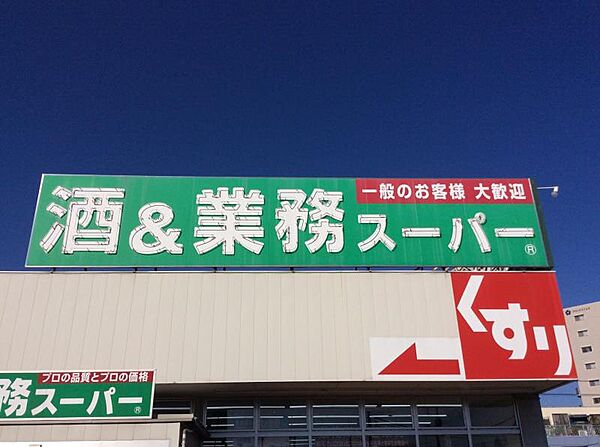 一般のお客様 大歓迎
酒&業務スーパー®
くすり
プロの品質とプロの価格
務スーパー®